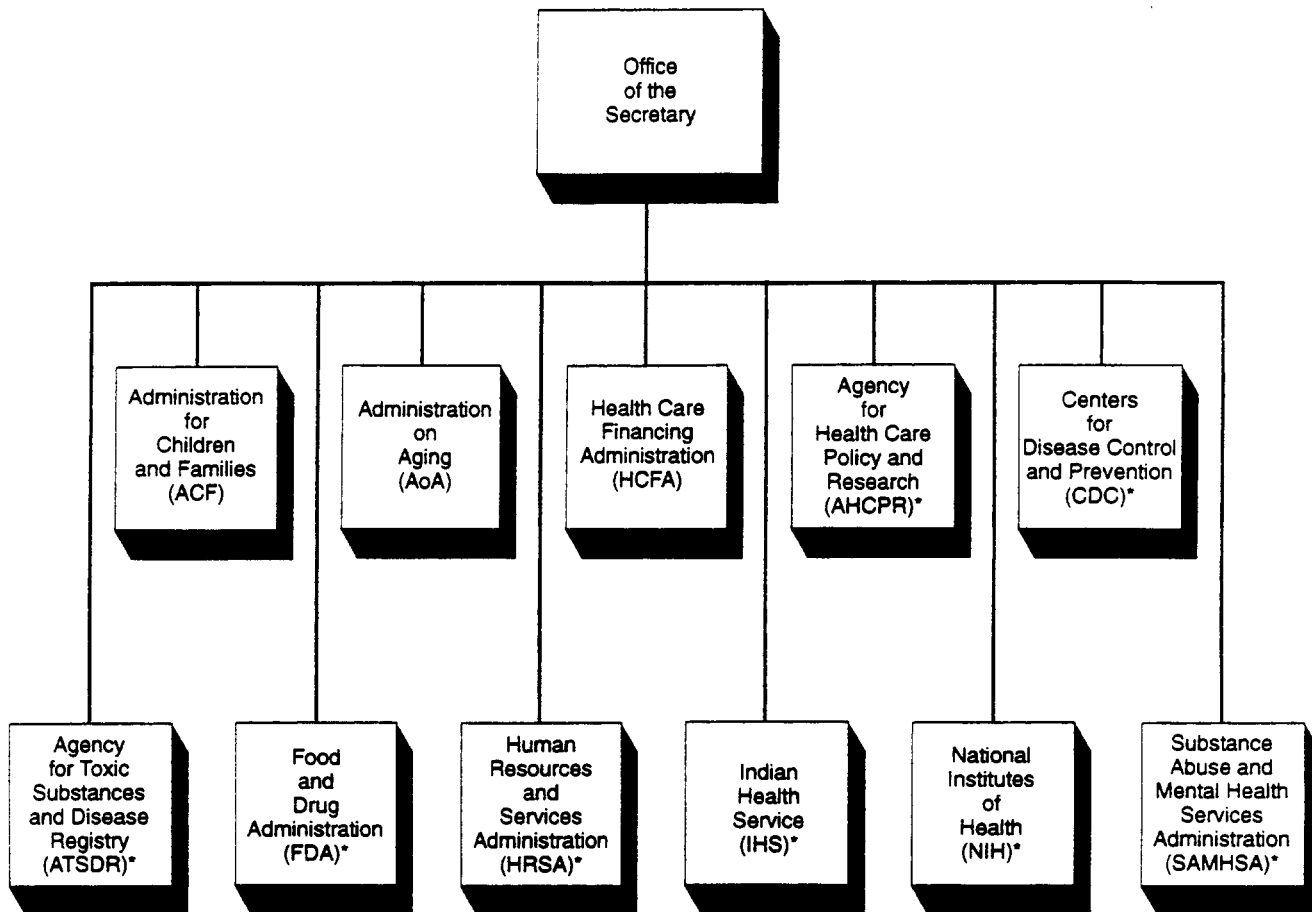 Office
of the
Secretary
Administration
for
Children
and Families
(ACF)
Administration
on
Aging
(AoA)
Health Care
Financing
Administration
(HCFA)
Agency
for
Health Care
Policy and
Research
(AHCPR)*
Centers
for
Disease Control
and Prevention
(CDC)*
Agency
for Toxic
Substances
and Disease
Registry
(ATSDR)*
Food
and
Drug
Administration
(FDA)*
Human
Resources
and
Services
Administration
(HRSA)*
Indian
Health
Service
(IHS)*
National
Institutes
of
Health
(NIH)*
Substance
Abuse and
Mental Health
Services
Administration
(SAMHSA)*